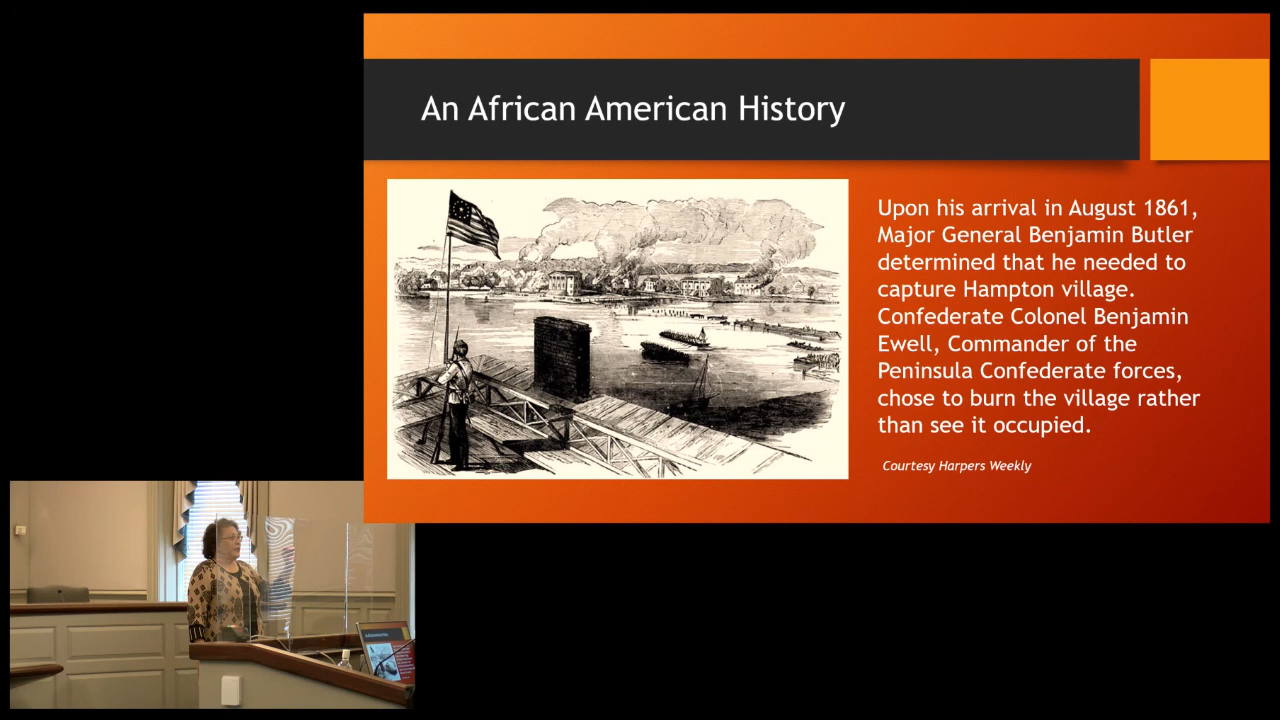 An African American History
Upon his arrival in August 1861,
Major General Benjamin Butler
determined that he needed to
capture Hampton village.
Confederate Colonel Benjamin
Ewell, Commander of the
Peninsula Confederate forces,
chose to burn the village rather
than see it occupied.
Courtesy Harpers Weekly